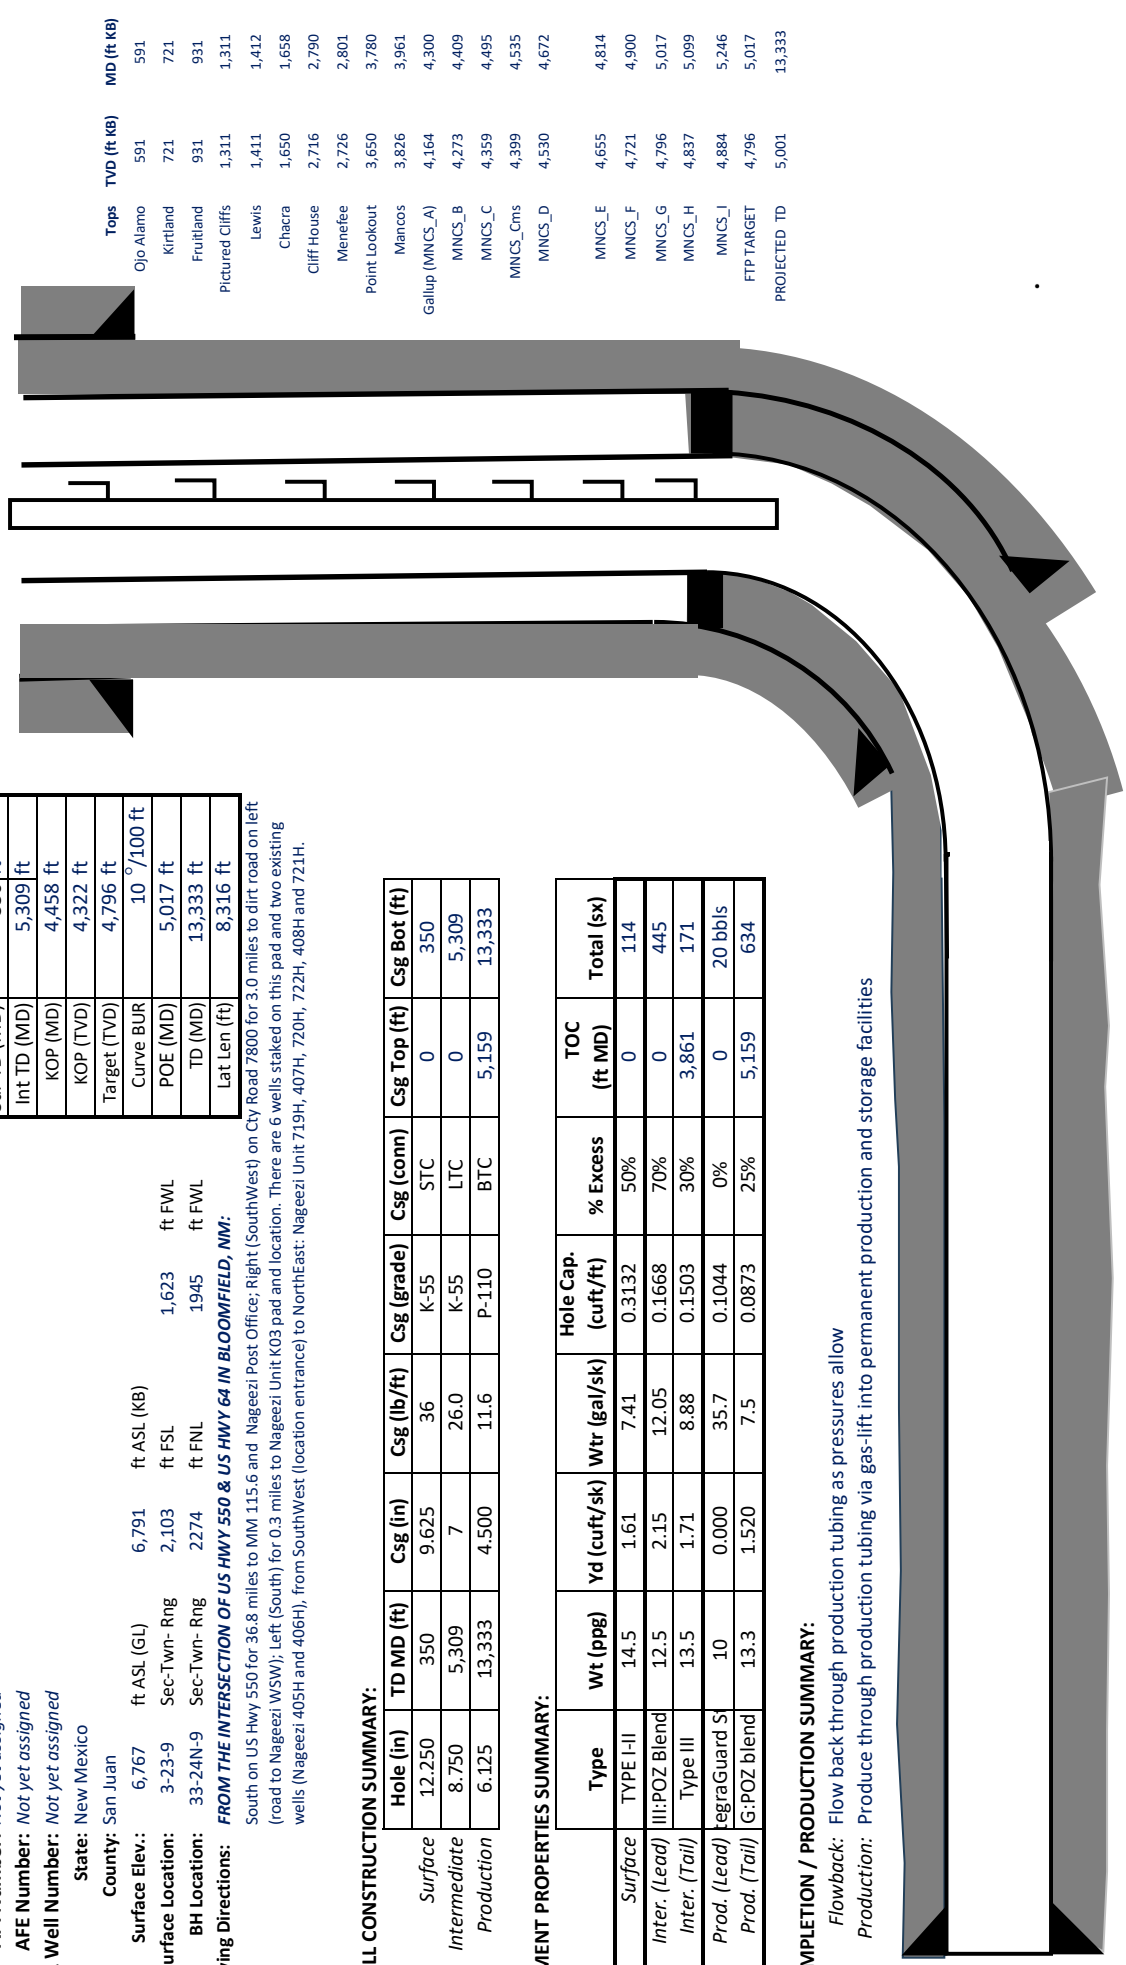 AFE Number: Not yet assigned
Well Number: Not yet assigned
State: New Mexico
County: San Juan
Surface Elev.: 6,767 ft ASL (GL) 6,791 ft ASL (KB)
urface Location: 3-23-9 Sec-Twn- Rng 2,103 ft FSL 1,623 ft FWL
BH Location: 33-24N-9 Sec-Twn- Rng 2274 ft FNL 1945 ft FWL
ving Directions: FROM THE INTERSECTION OF US HWY 550 & US HWY 64 IN BLOOMFIELD, NM:
South on US Hwy 550 for 36.8 miles to MM 115.6 and Nageezi Post Office; Right (SouthWest) on Cty Road 7800 for 3.0 miles to dirt road on left
(road to Nageezi WSW); Left (South) for 0.3 miles to Nageezi Unit K03 pad and location. There are 6 wells staked on this pad and two existing
wells (Nageezi 405H and 406H), from SouthWest (location entrance) to NorthEast: Nageezi Unit 719H, 407H, 720H, 722H, 408H and 721H.
Int TD (MD) 5,309 ft
KOP (MD) 4,458 ft
KOP (TVD) 4,322 ft
Target (TVD) 4,796 ft
Curve BUR 10 °/100 ft
POE (MD) 5,017 ft
TD (MD) 13,333 ft
Lat Len (ft) 8,316 ft
LL CONSTRUCTION SUMMARY:
Hole (in) TD MD (ft) Csg (in) Csg (lb/ft) Csg (grade) Csg (conn) Csg Top (ft) Csg Bot (ft)
Surface 12.250 350 9.625 36 K-55 STC 0 350
Intermediate 8.750 5,309 7 26.0 K-55 LTC 0 5,309
Production 6.125 13,333 4.500 11.6 P-110 BTC 5,159 13,333
MENT PROPERTIES SUMMARY:
Type Wt (ppg) Yd (cuft/sk) Wtr (gal/sk) Hole Cap. (cuft/ft) % Excess TOC (ft MD) Total (sx)
Surface TYPE I-II 14.5 1.61 7.41 0.3132 50% 0 114
Inter. (Lead) III:POZ Blend 12.5 2.15 12.05 0.1668 70% 0 445
Inter. (Tail) Type III 13.5 1.71 8.88 0.1503 30% 3,861 171
Prod. (Lead) tegraGuard St 10 0.000 35.7 0.1044 0% 0 20 bbls
Prod. (Tail) G:POZ blend 13.3 1.520 7.5 0.0873 25% 5,159 634
MPLETION / PRODUCTION SUMMARY:
Flowback: Flow back through production tubing as pressures allow
Production: Produce through production tubing via gas-lift into permanent production and storage facilities
Tops TVD (ft KB) MD (ft KB)
Ojo Alamo 591 591
Kirtland 721 721
Fruitland 931 931
Pictured Cliffs 1,311 1,311
Lewis 1,411 1,412
Chacra 1,650 1,658
Cliff House 2,716 2,790
Menefee 2,726 2,801
Point Lookout 3,650 3,780
Mancos 3,826 3,961
Gallup (MNCS_A) 4,164 4,300
MNCS_B 4,273 4,409
MNCS_C 4,359 4,495
MNCS_Cms 4,399 4,535
MNCS_D 4,530 4,672
MNCS_E 4,655 4,814
MNCS_F 4,721 4,900
MNCS_G 4,796 5,017
MNCS_H 4,837 5,099
MNCS_I 4,884 5,246
FTP TARGET 4,796 5,017
PROJECTED TD 5,001 13,333